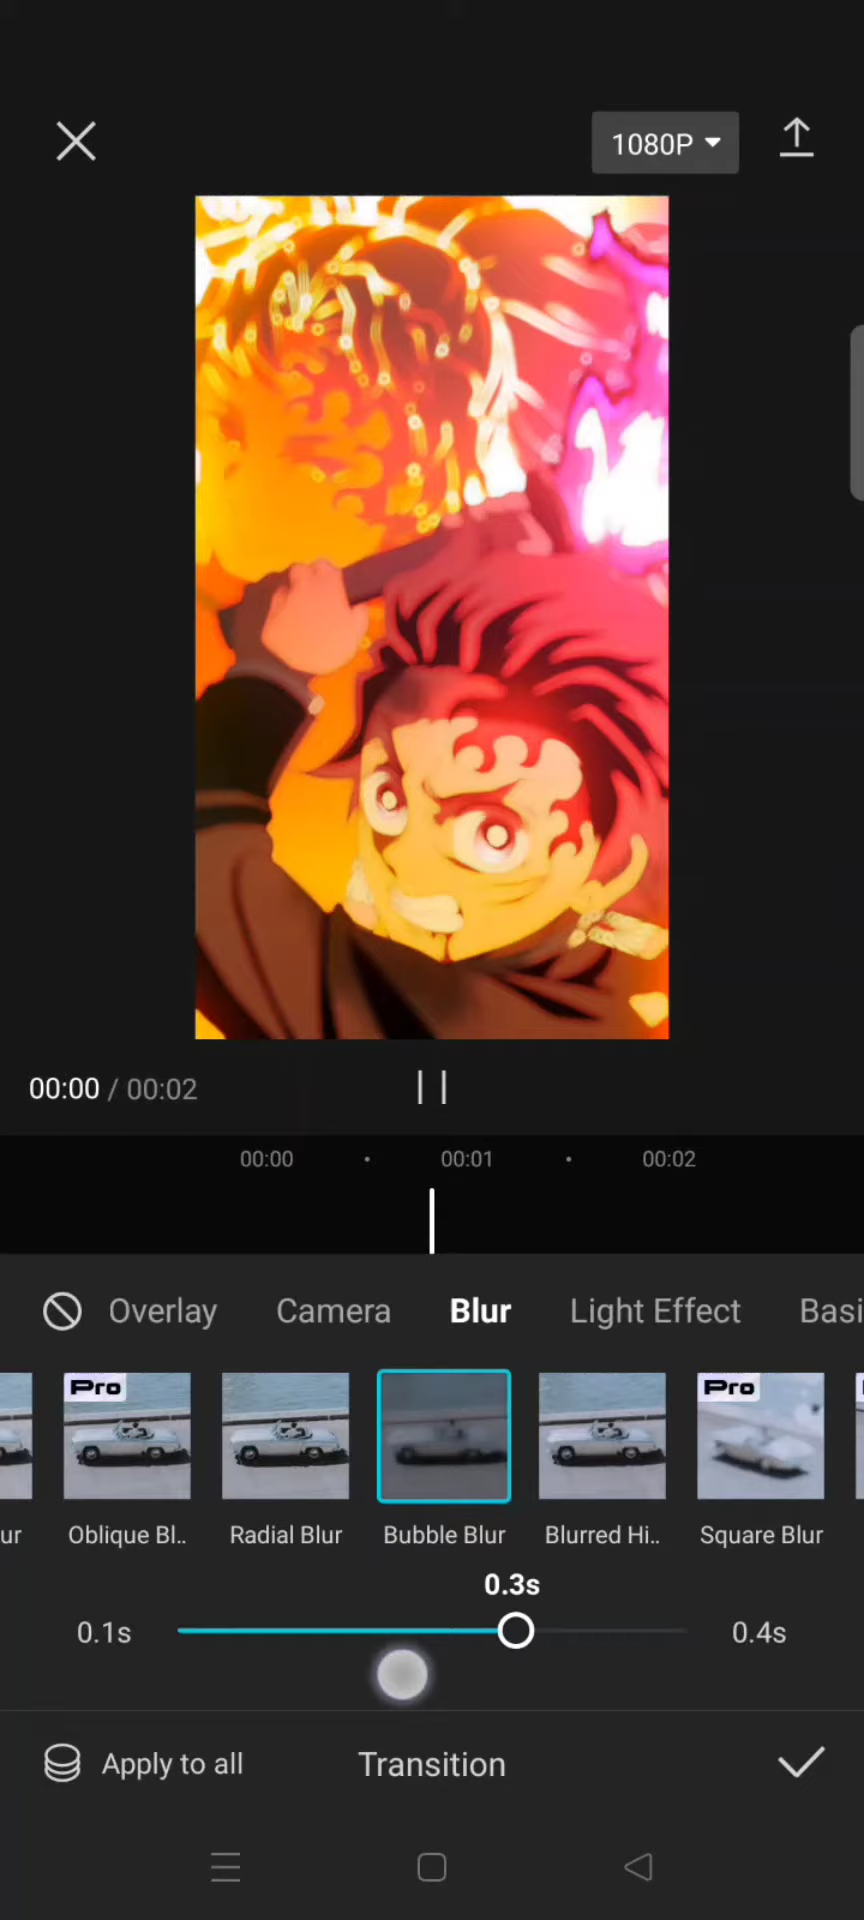 1080P
00:00 / 00:02
00:00 00:01 00:02
Overlay Camera Blur Light Effect Basi
Pro Pro
ur Oblique Bl.. Radial Blur Bubble Blur Blurred Hi.. Square Blur
0.3s
0.1s 0.4s
Apply to all Transition